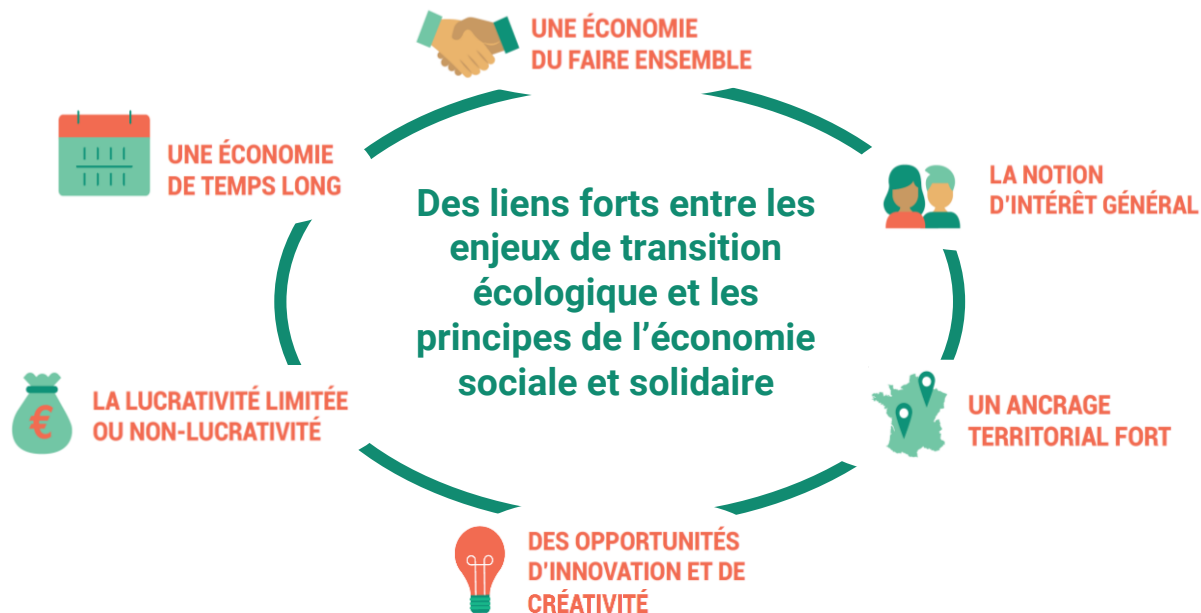 UNE ÉCONOMIE
DU FAIRE ENSEMBLE
UNE ÉCONOMIE
DE TEMPS LONG
LA NOTION
D'INTÉRÊT GÉNÉRAL
Des liens forts entre les
enjeux de transition
écologique et les
principes de l’économie
sociale et solidaire
LA LUCRATIVITÉ LIMITÉE
OU NON-LUCRATIVITÉ
€
UN ANCRAGE
TERRITORIAL FORT
DES OPPORTUNITÉS
D'INNOVATION ET DE
CRÉATIVITÉ